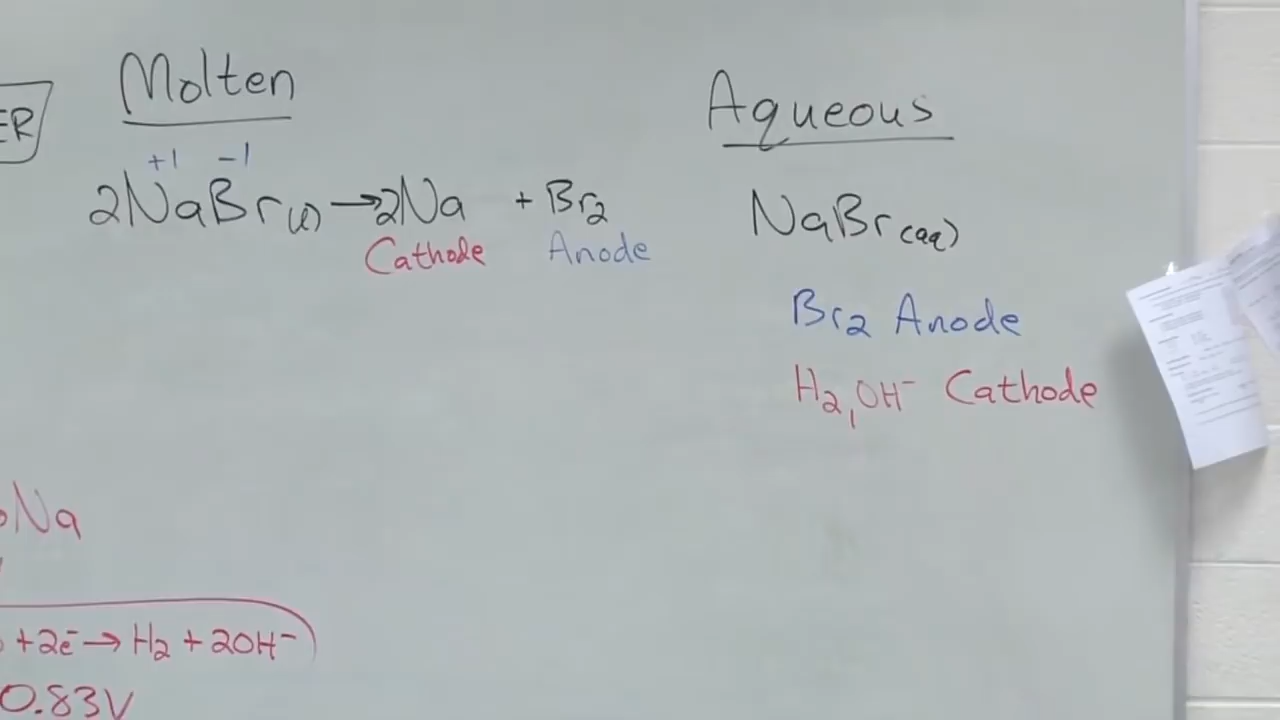 Molten
ER
+1 -1
2NaBr(l) → 2Na + Br2
Cathode Anode
Aqueous
NaBr(aq)
Br2 Anode
H2, OH⁻ Cathode
Na
+2e⁻ → H2 + 2OH⁻
0.83V